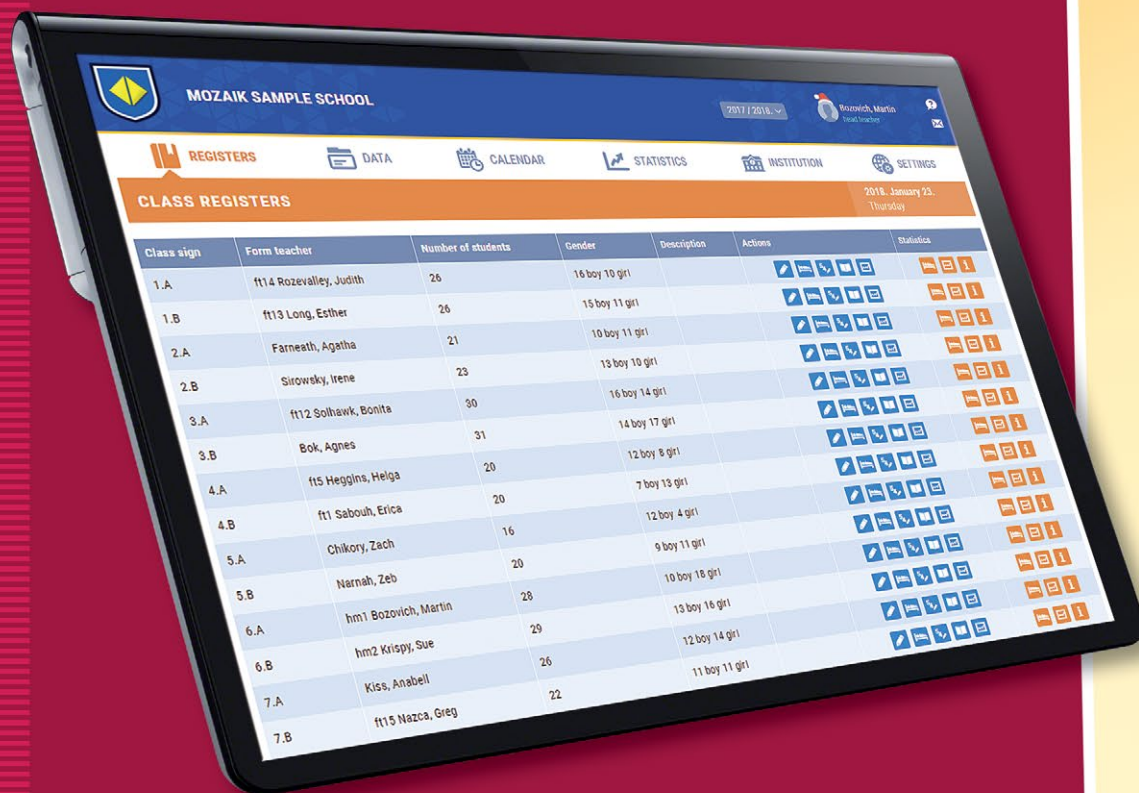 MOZAIK SAMPLE SCHOOL
2017 / 2018.
Bozovich, Martin
head teacher
REGISTERS DATA CALENDAR STATISTICS INSTITUTION SETTINGS
CLASS REGISTERS
2018. January 23.
Thursday
Class sign Form teacher Number of students Gender Description Actions Statistics
1.A ft14 Rozevalley, Judith 26 16 boy 10 girl
1.B ft13 Long, Esther 26 15 boy 11 girl
2.A Farneath, Agatha 21 10 boy 11 girl
2.B Sirowsky, Irene 23 13 boy 10 girl
3.A ft12 Solhawk, Bonita 30 16 boy 14 girl
3.B Bok, Agnes 31 14 boy 17 girl
4.A ft5 Heggins, Helga 20 12 boy 8 girl
4.B ft1 Sabouh, Erica 20 7 boy 13 girl
5.A Chikory, Zach 16 12 boy 4 girl
5.B Narnah, Zeb 20 9 boy 11 girl
6.A hm1 Bozovich, Martin 28 10 boy 18 girl
6.B hm2 Krispy, Sue 29 13 boy 16 girl
7.A Kiss, Anabell 26 12 boy 14 girl
7.B ft15 Nazca, Greg 22 11 boy 11 girl